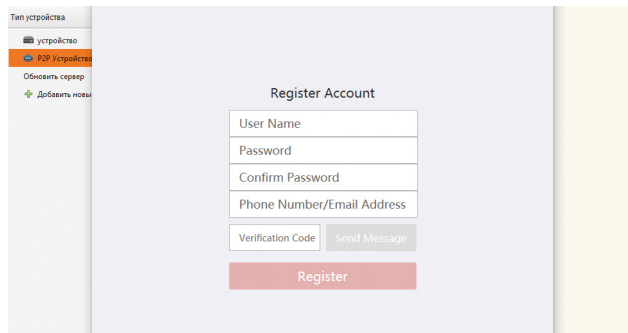 Тип устройства
устройство
P2P Устройство
Обновить сервер
Добавить новы
Register Account
User Name
Password
Confirm Password
Phone Number/Email Address
Verification Code
Send Message
Register